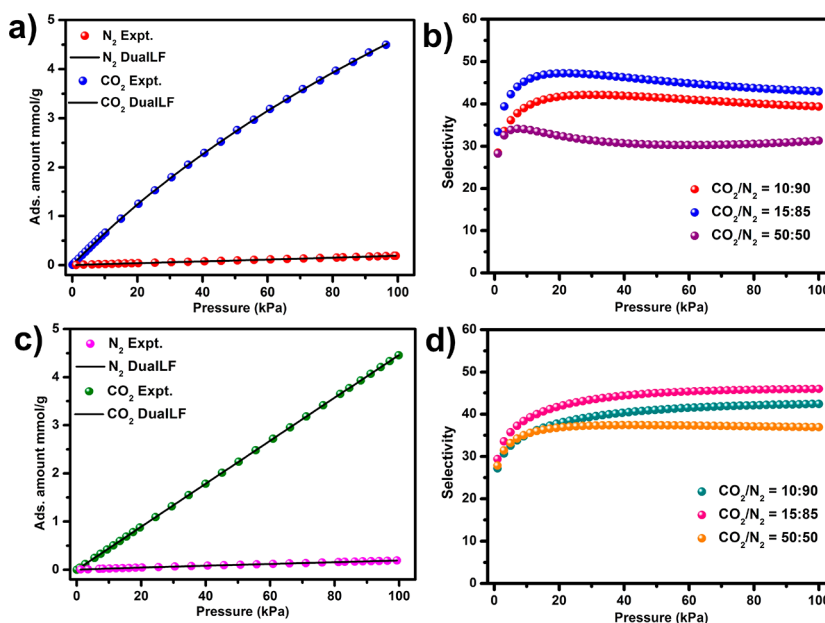 a)
N2 Expt.
N2 DualLF
CO2 Expt.
CO2 DualLF
Ads. amount mmol/g
5
4
3
2
1
0
0 20 40 60 80 100
Pressure (kPa)
b)
Selectivity
60
50
40
30
20
10
0
CO2/N2 = 10:90
CO2/N2 = 15:85
CO2/N2 = 50:50
0 20 40 60 80 100
Pressure (kPa)
c)
N2 Expt.
N2 DualLF
CO2 Expt.
CO2 DualLF
Ads. amount mmol/g
5
4
3
2
1
0
0 20 40 60 80 100
Pressure (kPa)
d)
Selectivity
60
50
40
30
20
10
0
CO2/N2 = 10:90
CO2/N2 = 15:85
CO2/N2 = 50:50
0 20 40 60 80 100
Pressure (kPa)